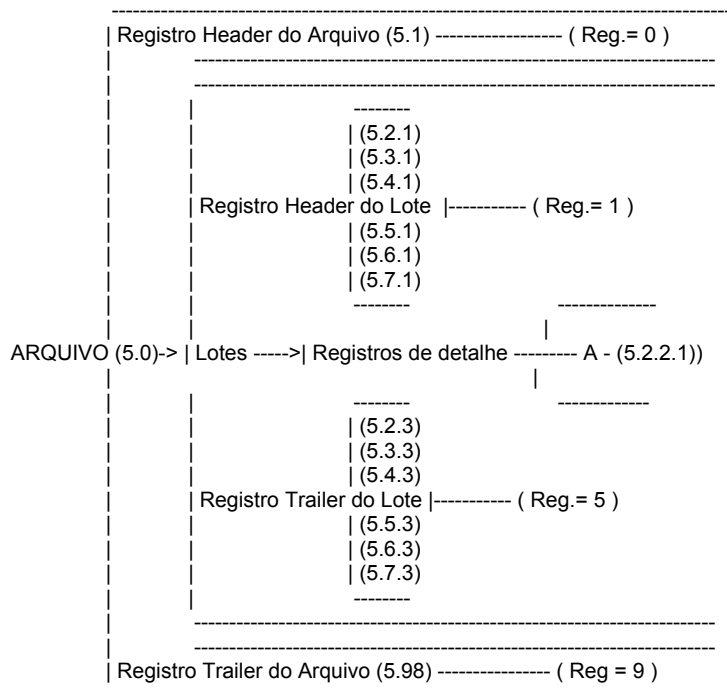 Registro Header do Arquivo (5.1) ------------------ ( Reg.= 0 )
| (5.2.1)
| (5.3.1)
| (5.4.1)
Registro Header do Lote |----------- ( Reg.= 1 )
| (5.5.1)
| (5.6.1)
| (5.7.1)
ARQUIVO (5.0)-> | Lotes ----->| Registros de detalhe --------- A - (5.2.2.1))
| (5.2.3)
| (5.3.3)
| (5.4.3)
Registro Trailer do Lote |----------- ( Reg.= 5 )
| (5.5.3)
| (5.6.3)
| (5.7.3)
Registro Trailer do Arquivo (5.98) ---------------- ( Reg = 9 )